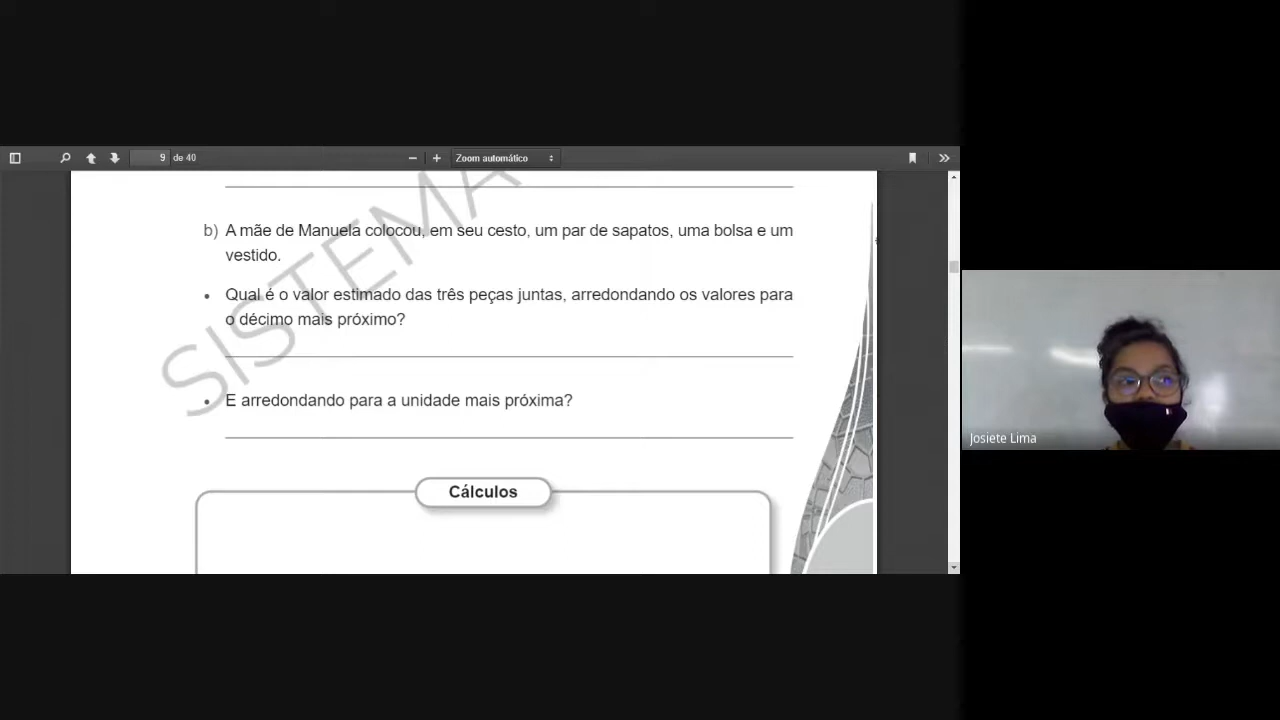 9 de 40
Zoom automático
SISTEMA
b) A mãe de Manuela colocou, em seu cesto, um par de sapatos, uma bolsa e um
vestido.
• Qual é o valor estimado das três peças juntas, arredondando os valores para
o décimo mais próximo?
• E arredondando para a unidade mais próxima?
Cálculos
Josiete Lima